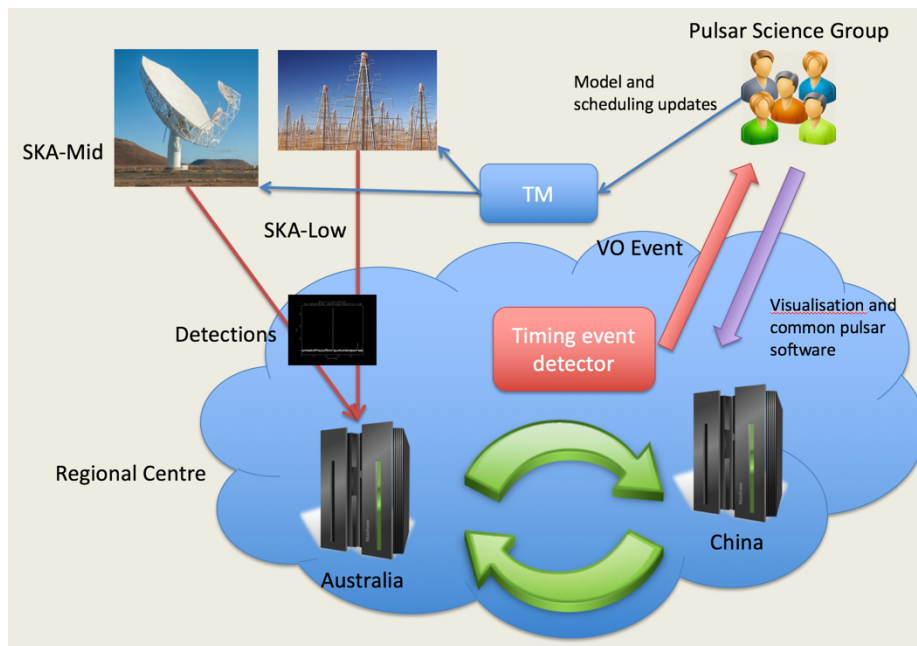 Pulsar Science Group
Model and
scheduling updates
SKA-Mid
TM
SKA-Low
VO Event
Detections
Timing event
detector
Visualisation and
common pulsar
software
Regional Centre
Australia
China